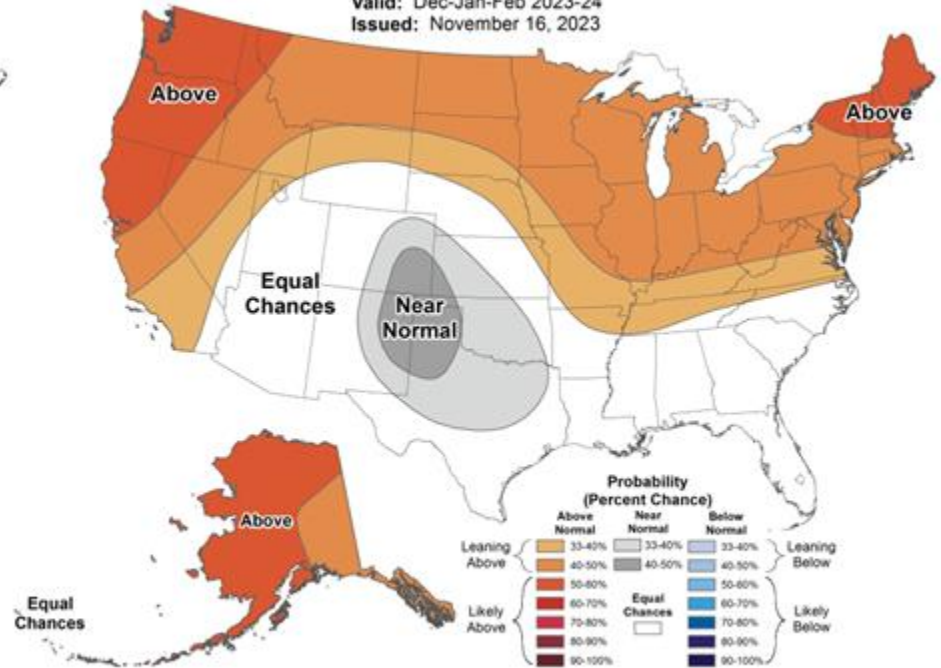 Valid: Dec-Jan-Feb 2023-24
Issued: November 16, 2023
Above
Above
Equal
Chances
Near
Normal
Above
Equal
Chances
Probability
(Percent Chance)
Above
Normal
Near
Normal
Below
Normal
Leaning
Above
33-40%
40-50%
33-40%
40-50%
33-40%
40-50%
Leaning
Below
Likely
Above
50-60%
60-70%
70-80%
80-90%
90-100%
Equal
Chances
50-60%
60-70%
70-80%
80-90%
90-100%
Likely
Below